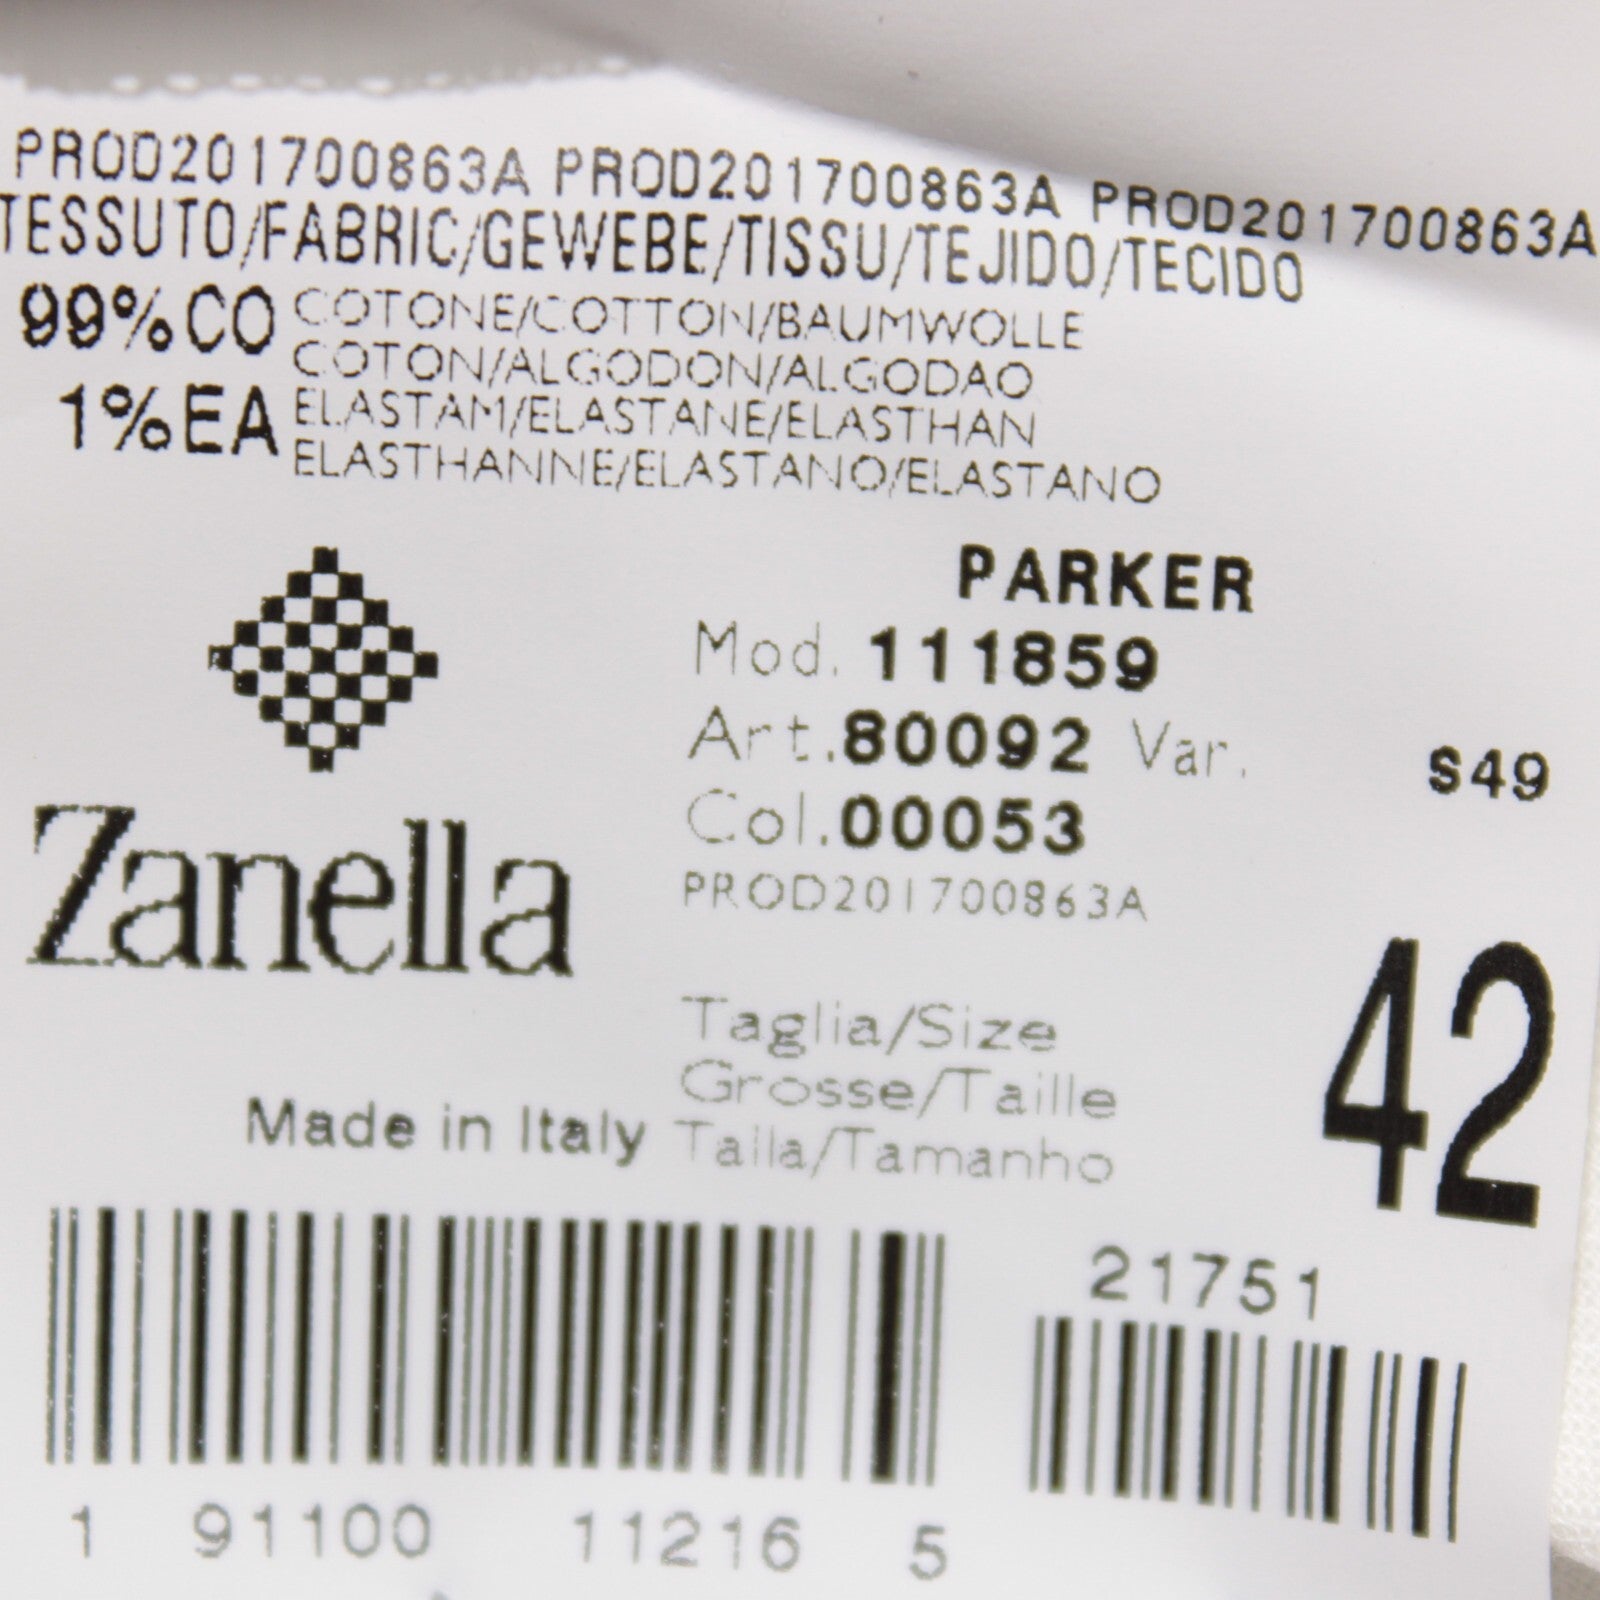 PROD201700863A PROD201700863A PROD201700863A
TESSUTO/FABRIC/GEWEBE/TISSU/TEJIDO/TECIDO
99%CO COTONE/COTTON/BAUMWOLLE
COTON/ALGODON/ALGODAO
1%EA ELASTAM/ELASTANE/ELASTHAN
ELASTHANNE/ELASTANO/ELASTANO
PARKER
Mod. 111859
Art.80092 Var. S49
Col.00053
PROD201700863A
Zanella
Taglia/Size
Grosse/Taille
Talla/Tamanho
42
Made in Italy
21751
1 91100 11216 5